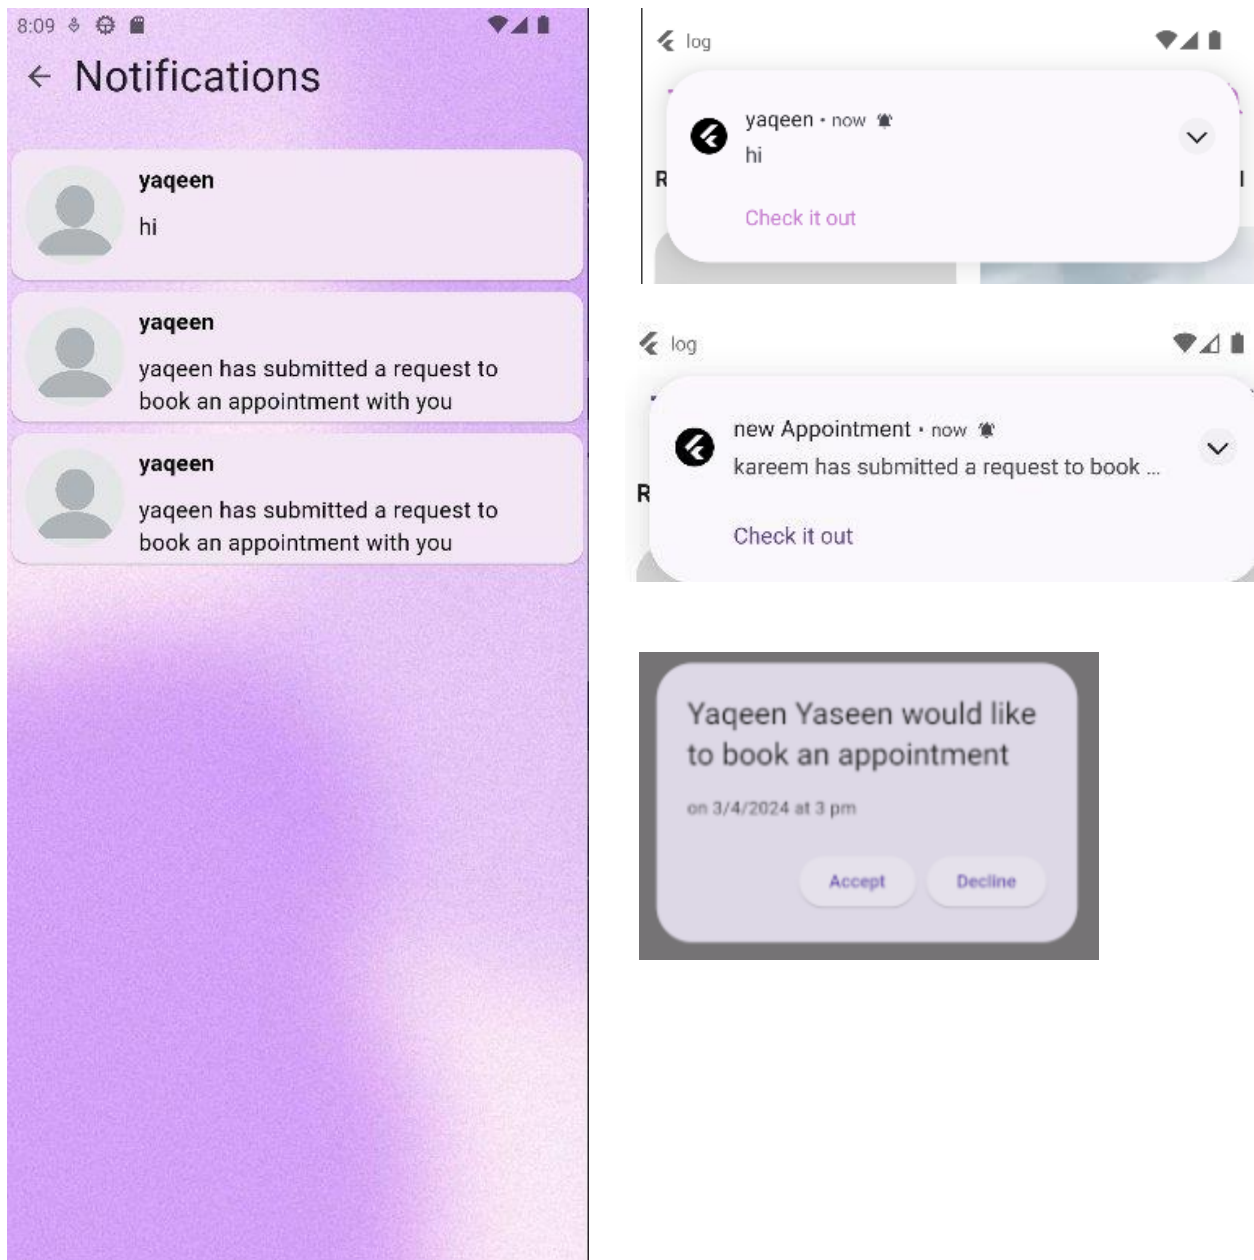 8:09
Notifications
yaqeen
hi
yaqeen
yaqeen has submitted a request to
book an appointment with you
yaqeen
yaqeen has submitted a request to
book an appointment with you
log
yaqeen • now
hi
R
Check it out
log
new Appointment • now
kareem has submitted a request to book ...
R
Check it out
Yaqeen Yaseen would like
to book an appointment
on 3/4/2024 at 3 pm
Accept Decline